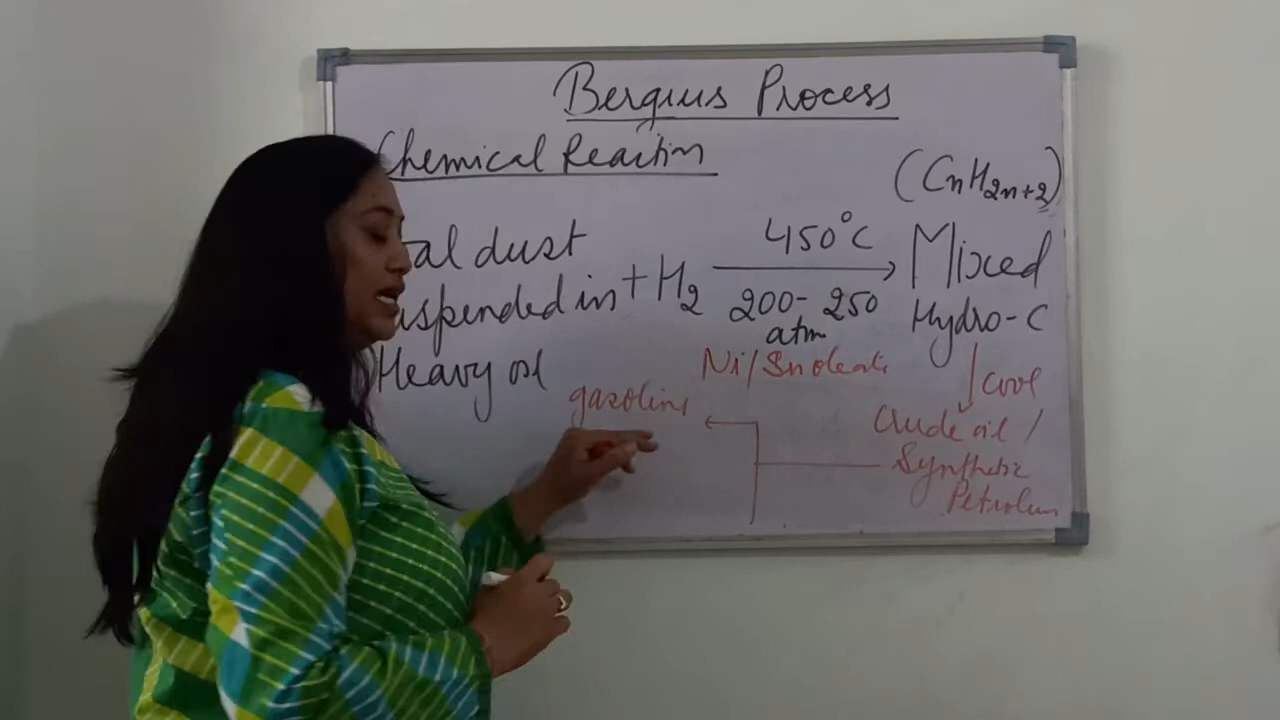 Bergius Process
Chemical Reaction
(CnH2n+2)
al dust
450°C
Mixed
uspended in + H2
200-250
Hydro-C
atm
Heavy oil
Ni/Sn oleate
cool
gasoline
Crude oil /
Synthetic
Petroleum